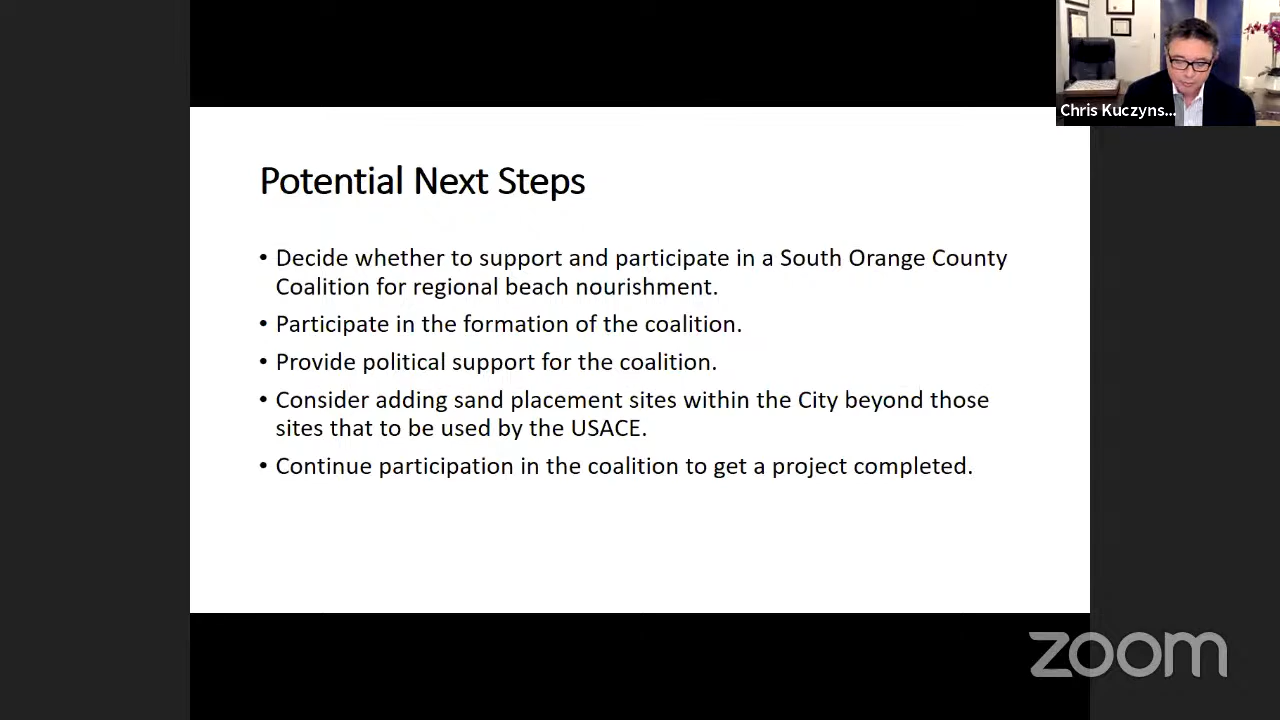 Chris Kuczyns...
Potential Next Steps
• Decide whether to support and participate in a South Orange County
Coalition for regional beach nourishment.
• Participate in the formation of the coalition.
• Provide political support for the coalition.
• Consider adding sand placement sites within the City beyond those
sites that to be used by the USACE.
• Continue participation in the coalition to get a project completed.
zoom